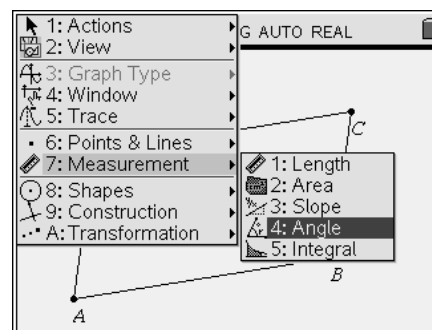 1: Actions
2: View
G AUTO REAL
3: Graph Type
4: Window
5: Trace
6: Points & Lines
C
7: Measurement
1: Length
2: Area
8: Shapes
3: Slope
9: Construction
4: Angle
A: Transformation
5: Integral
B
A